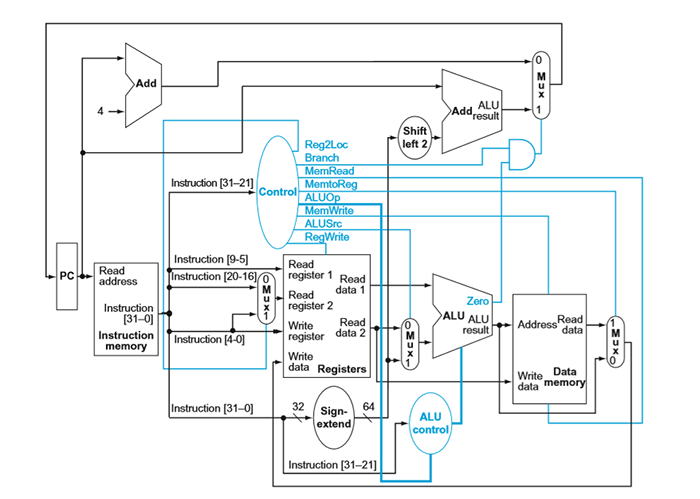 0
Mux
1
Add
4
Add ALU
result
Shift
left 2
Reg2Loc
Branch
MemRead
MemtoReg
ALUOp
MemWrite
ALUSrc
RegWrite
Control
Instruction [31–21]
Instruction [9-5]
Instruction [20-16]
Instruction [4-0]
PC
Read
address
Instruction
[31–0]
Instruction
memory
0
Mux
1
Read
register 1
Read
register 2
Write
register
Write
data
Read
data 1
Read
data 2
Registers
0
Mux
1
Zero
ALU ALU
result
Address
Read
data
Write
data
Data
memory
1
Mux
0
Instruction [31–0]
32
Sign-
extend
64
ALU
control
Instruction [31–21]